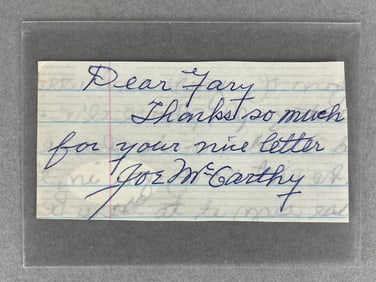 Dear Gary
Thanks so much
for your nice letter
Joe McCarthy